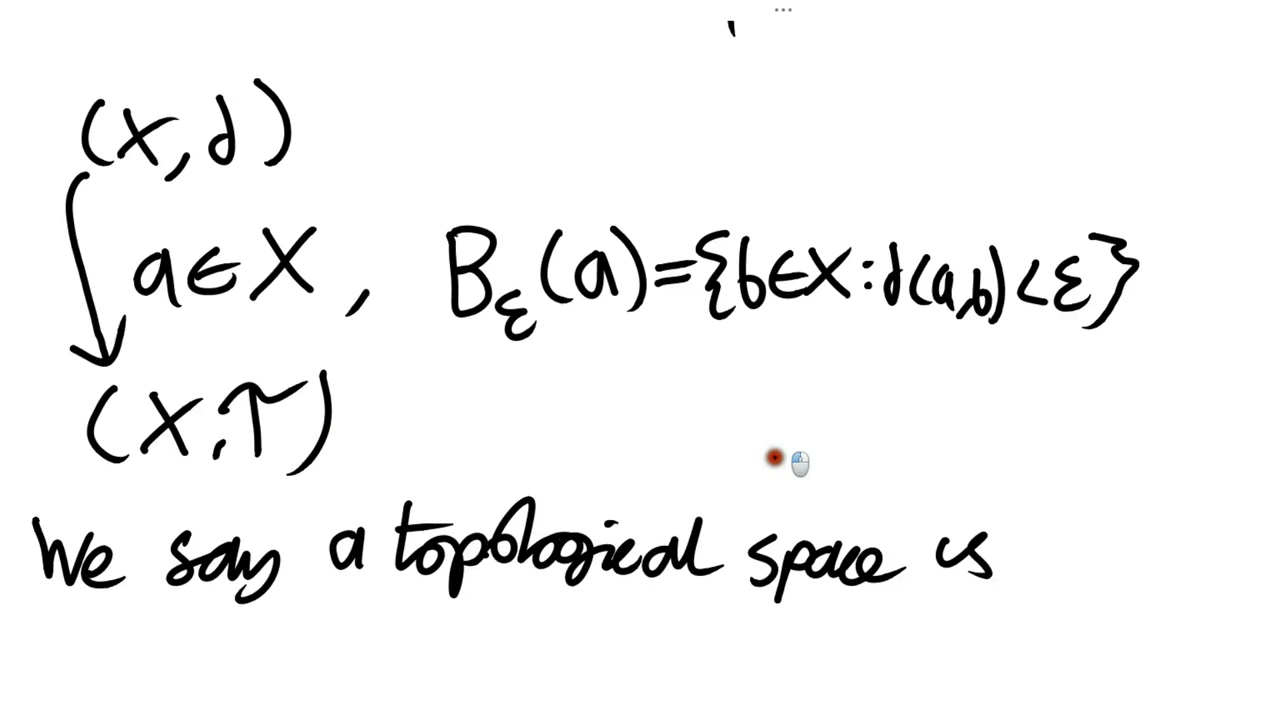 (X,d)
a∈X, B_ε(a)={b∈X:d(a,b)<ε}
(X,τ)
We say a topological space is